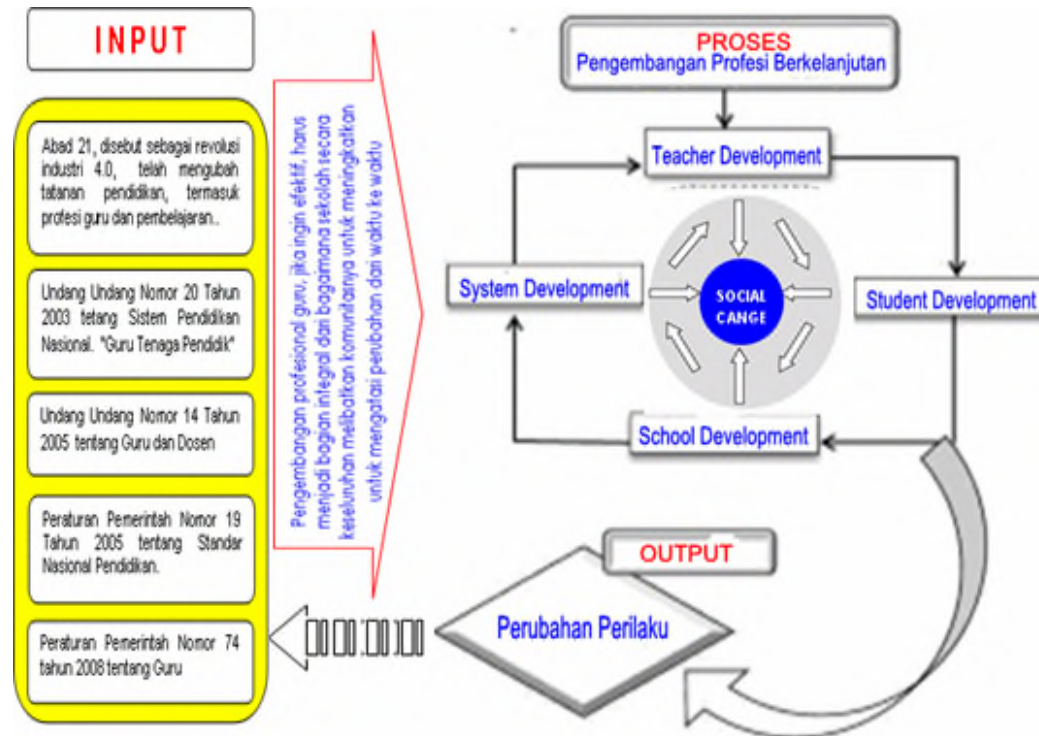 INPUT
Abad 21, disebut sebagai revolusi
industri 4.0, telah mengubah
tatanan pendidikan, termasuk
profesi guru dan pembelajaran..
Undang Undang Nomor 20 Tahun
2003 tetang Sistem Pendidikan
Nasional. "Guru Tenaga Pendidik"
Undang Undang Nomor 14 Tahun
2005 tentang Guru dan Dosen
Peraturan Pemerintah Nomor 19
Tahun 2005 tentang Standar
Nasional Pendidikan.
Peraturan Pemerintah Nomor 74
tahun 2008 tentang Guru
Pengembangan profesional guru, jika ingin efektif, harus
menjadi bagian integral dari bagaimana sekolah secara
keseluruhan melibatkan komunitasnya untuk meningkatkan
untuk mengatasi perubahan dari waktu ke waktu
PROSES
Pengembangan Profesi Berkelanjutan
Teacher Development
System Development
SOCIAL
CANGE
Student Development
School Development
OUTPUT
Perubahan Perilaku